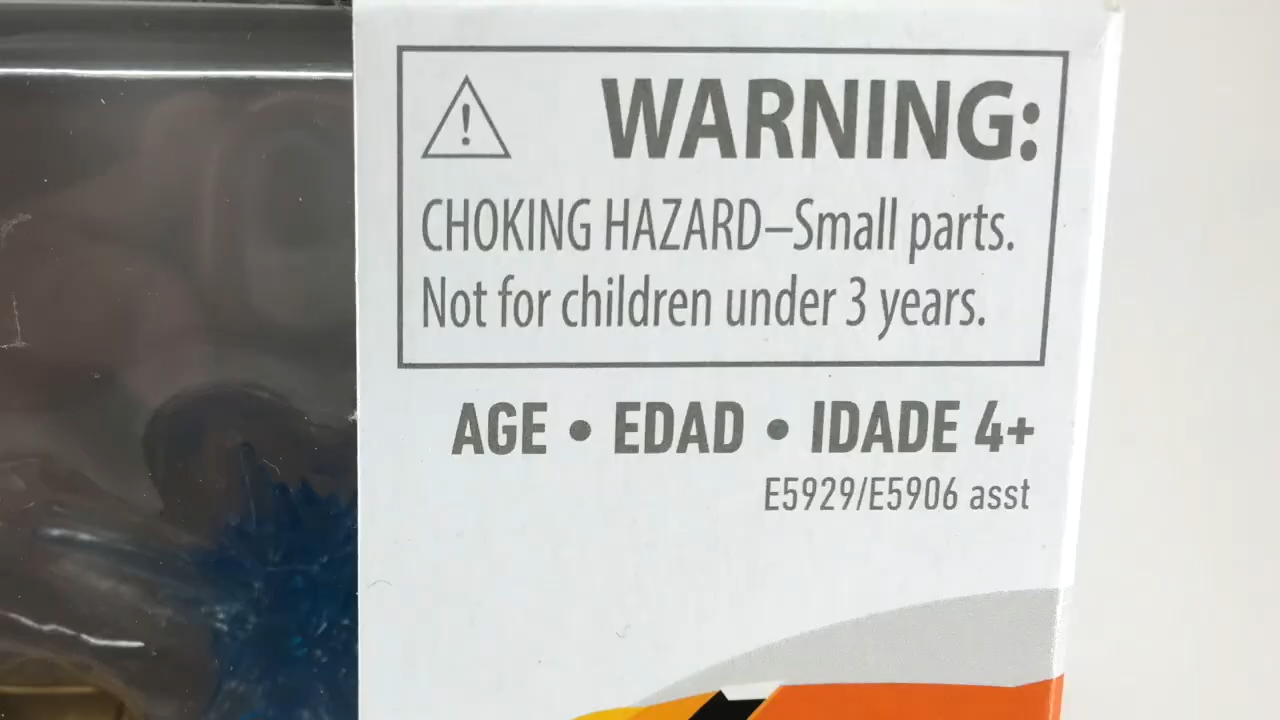 WARNING:
CHOKING HAZARD–Small parts.
Not for children under 3 years.
AGE • EDAD • IDADE 4+
E5929/E5906 asst